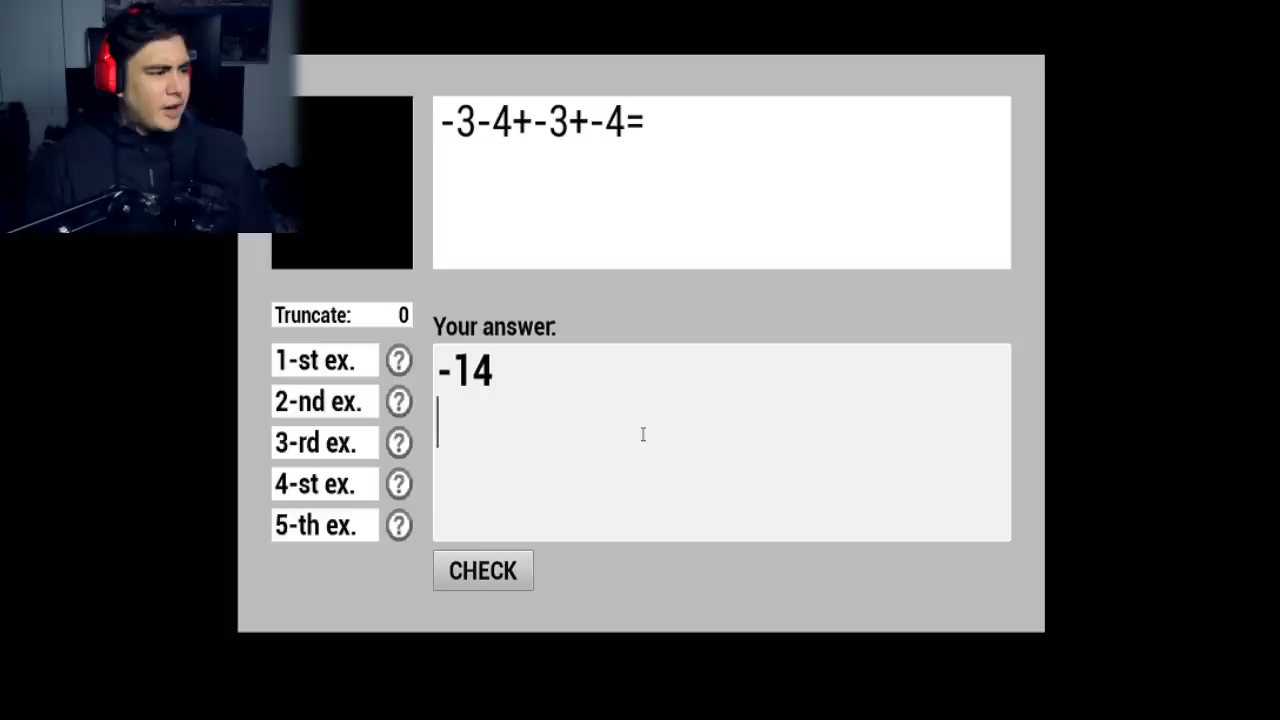 -3-4+-3+-4=
Truncate: 0
Your answer:
-14
1-st ex. ?
2-nd ex. ?
3-rd ex. ?
4-st ex. ?
5-th ex. ?
CHECK